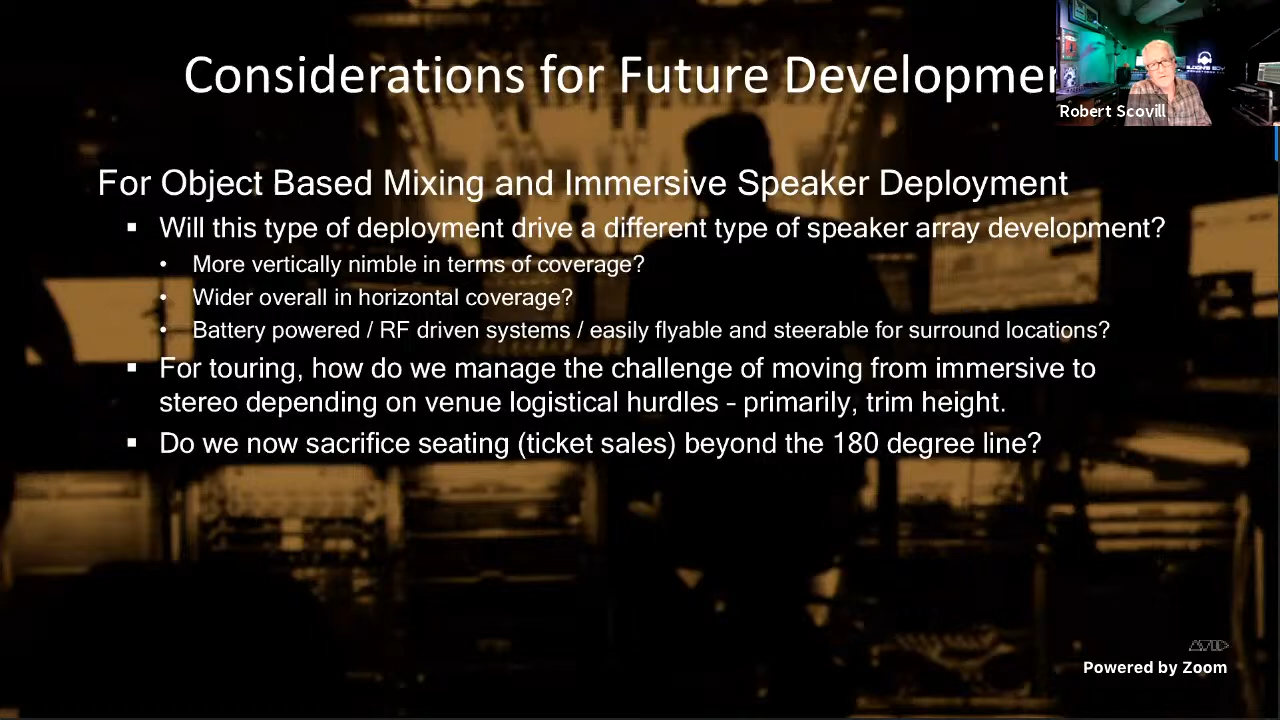 Considerations for Future Developmen
Robert Scovill
For Object Based Mixing and Immersive Speaker Deployment
▪ Will this type of deployment drive a different type of speaker array development?
• More vertically nimble in terms of coverage?
• Wider overall in horizontal coverage?
• Battery powered / RF driven systems / easily flyable and steerable for surround locations?
▪ For touring, how do we manage the challenge of moving from immersive to
stereo depending on venue logistical hurdles – primarily, trim height.
▪ Do we now sacrifice seating (ticket sales) beyond the 180 degree line?
AVID
Powered by Zoom